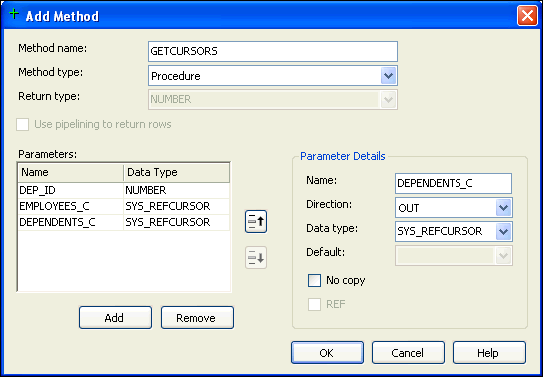 Add Method
Method name: GETCURSORS
Method type: Procedure
Return type: NUMBER
Use pipelining to return rows
Parameters:
Name Data Type
DEP_ID NUMBER
EMPLOYEES_C SYS_REFCURSOR
DEPENDENTS_C SYS_REFCURSOR
Add Remove
Parameter Details
Name: DEPENDENTS_C
Direction: OUT
Data type: SYS_REFCURSOR
Default:
No copy
REF
OK Cancel Help